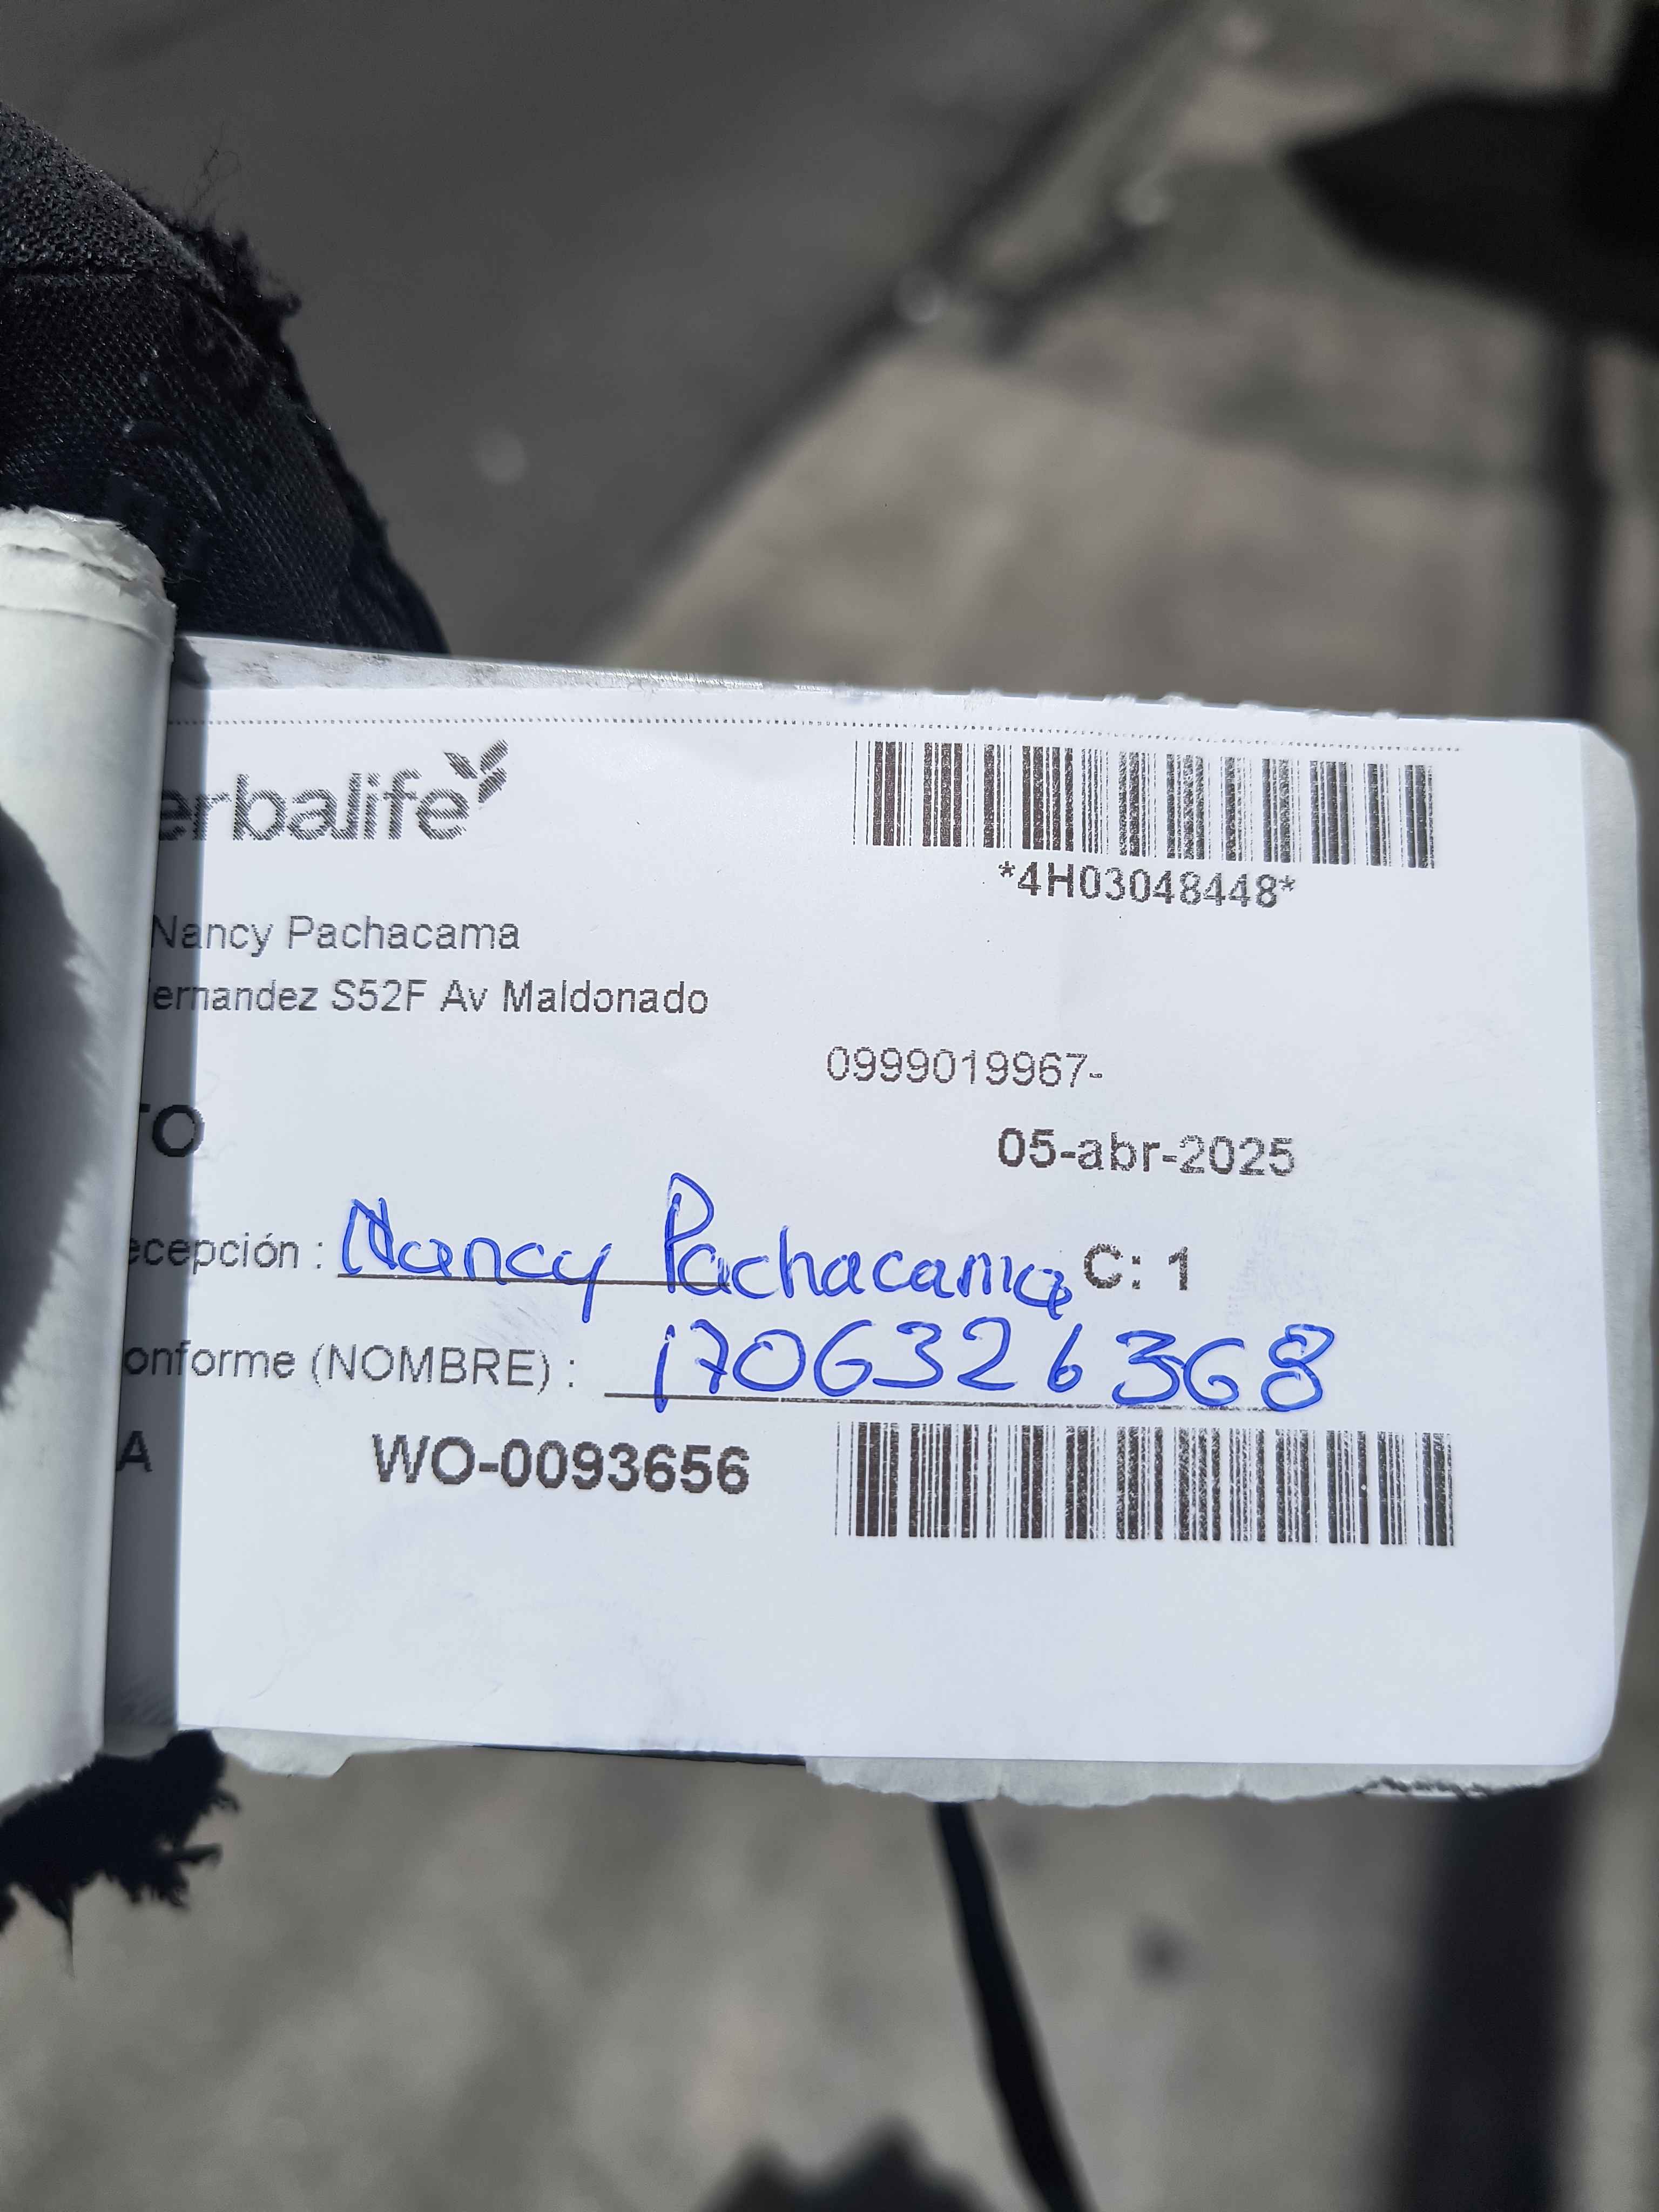 erbalife
*4H03048448*
Nancy Pachacama
ernandez S52F Av Maldonado
0999019967-
TO
05-abr-2025
ecepción : Nancy Pachacama C: 1
onforme (NOMBRE) : 1706326368
A WO-0093656